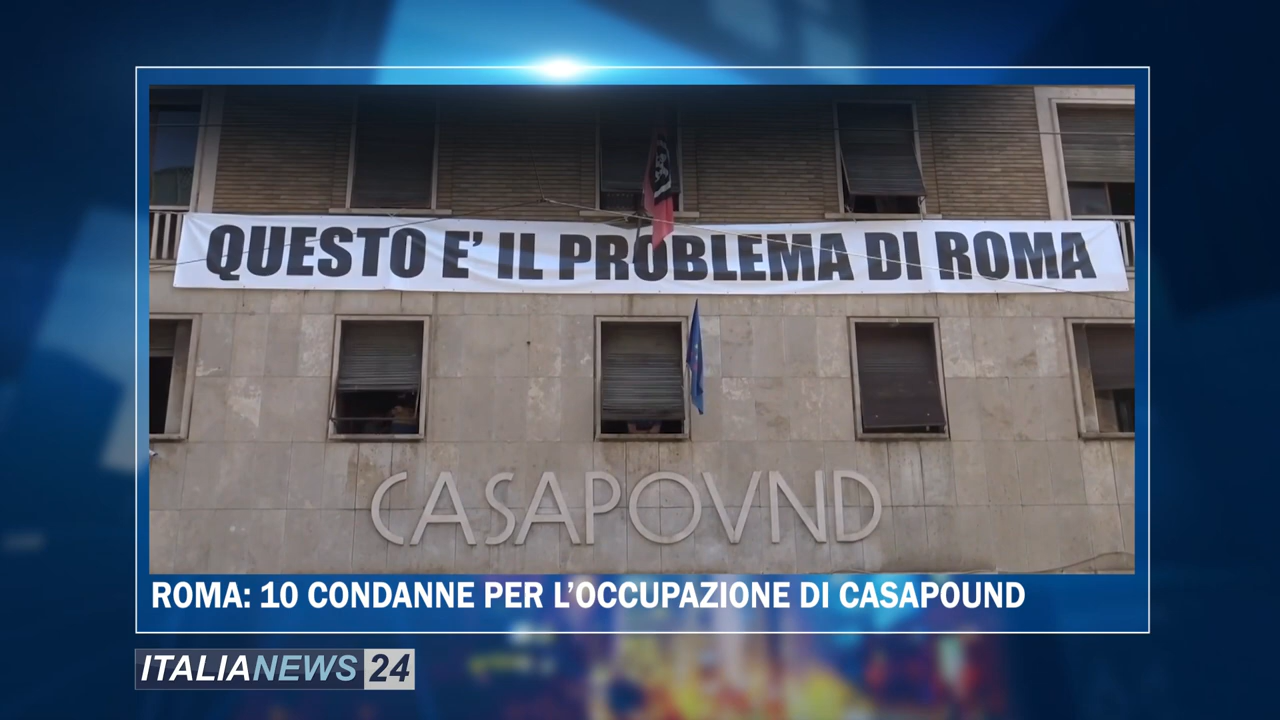 QUESTO E' IL PROBLEMA DI ROMA
CASAPOVND
ROMA: 10 CONDANNE PER L’OCCUPAZIONE DI CASAPOUND
ITALIANEWS 24